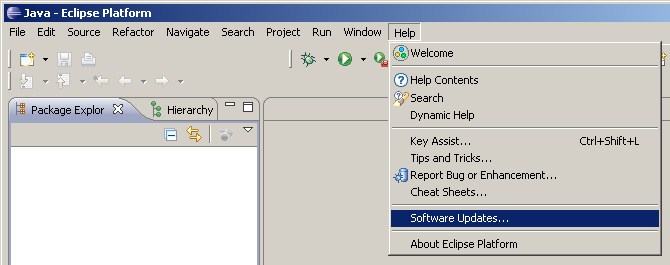 Java - Eclipse Platform
File Edit Source Refactor Navigate Search Project Run Window Help
Welcome
Help Contents
Search
Dynamic Help
Key Assist... Ctrl+Shift+L
Tips and Tricks...
Report Bug or Enhancement...
Cheat Sheets...
Software Updates...
About Eclipse Platform
Package Explor Hierarchy